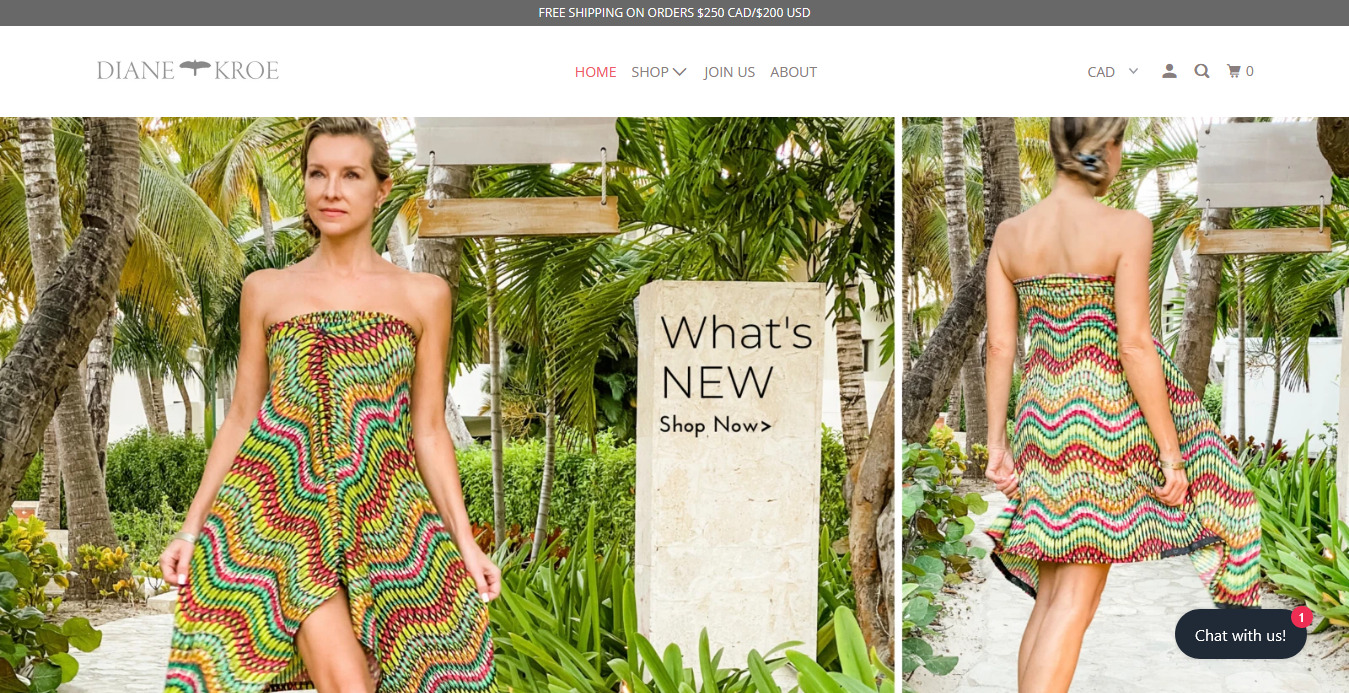 FREE SHIPPING ON ORDERS $250 CAD/$200 USD
DIANE KROE
HOME SHOP JOIN US ABOUT
CAD 0
What's
NEW
Shop Now>
1
Chat with us!